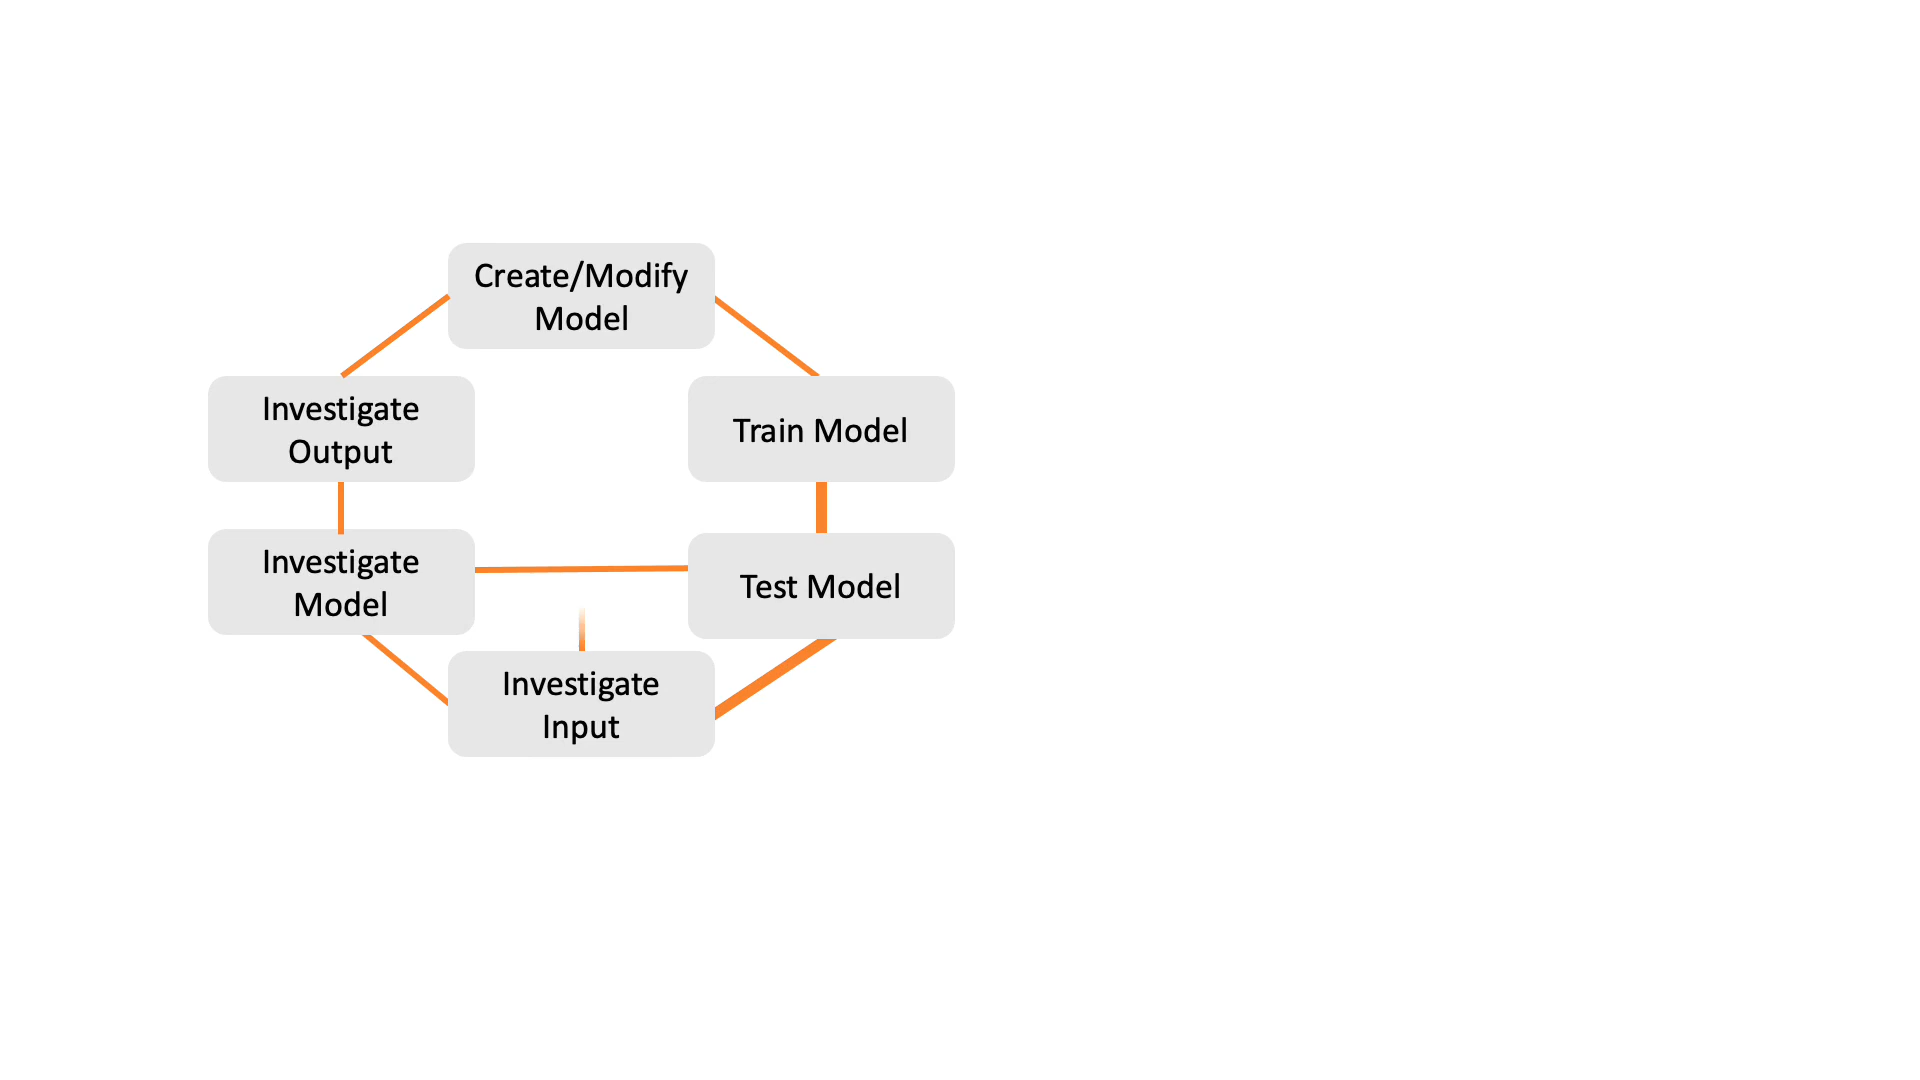 Create/Modify
Model
Investigate
Output
Train Model
Investigate
Model
Test Model
Investigate
Input